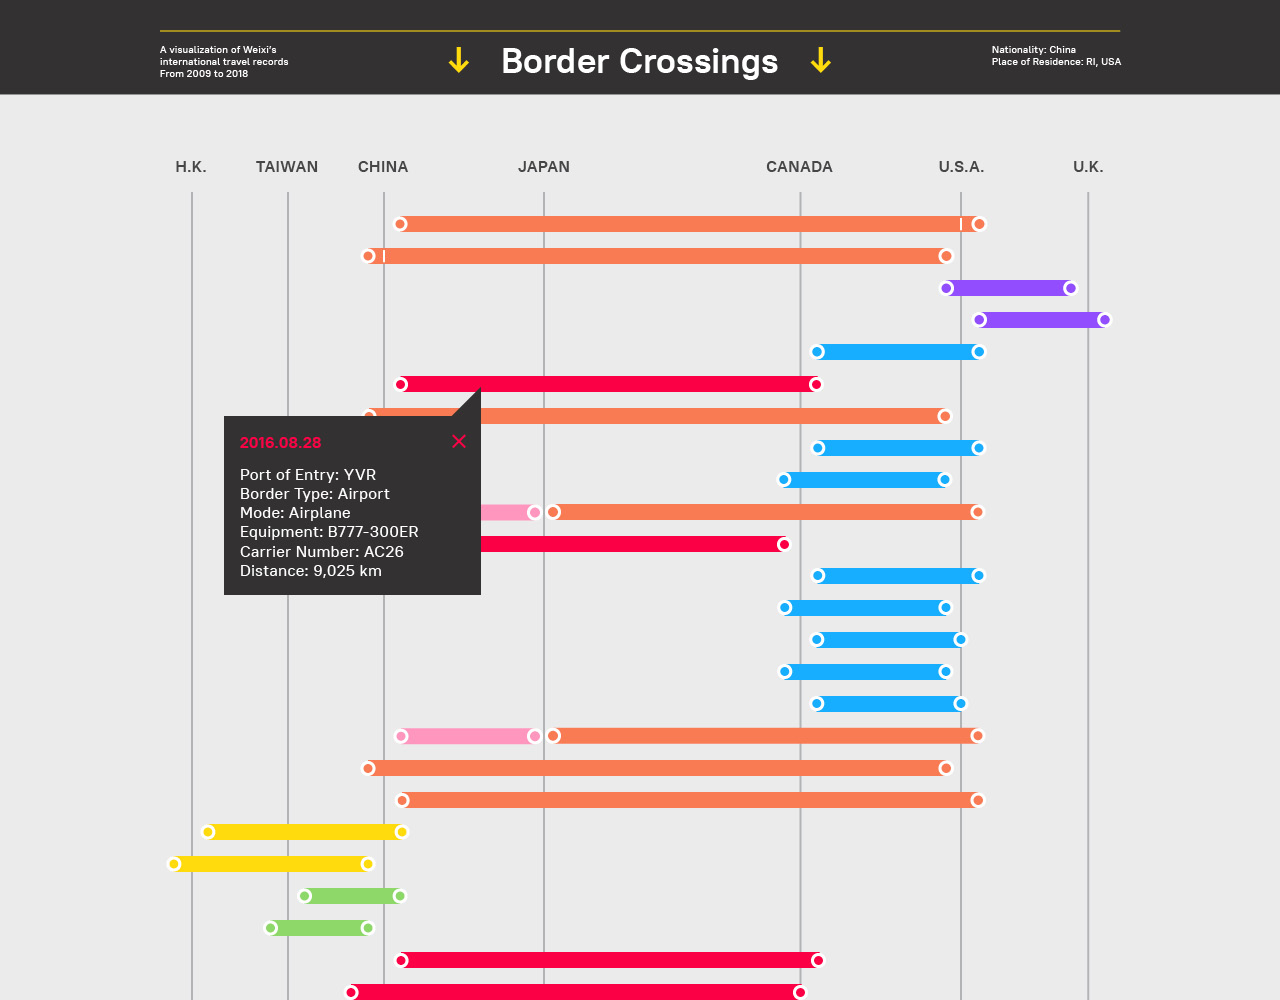 A visualization of Weixi's
international travel records
From 2009 to 2018
↓ Border Crossings ↓
Nationality: China
Place of Residence: RI, USA
H.K. TAIWAN CHINA JAPAN CANADA U.S.A. U.K.
2016.08.28
Port of Entry: YVR
Border Type: Airport
Mode: Airplane
Equipment: B777-300ER
Carrier Number: AC26
Distance: 9,025 km